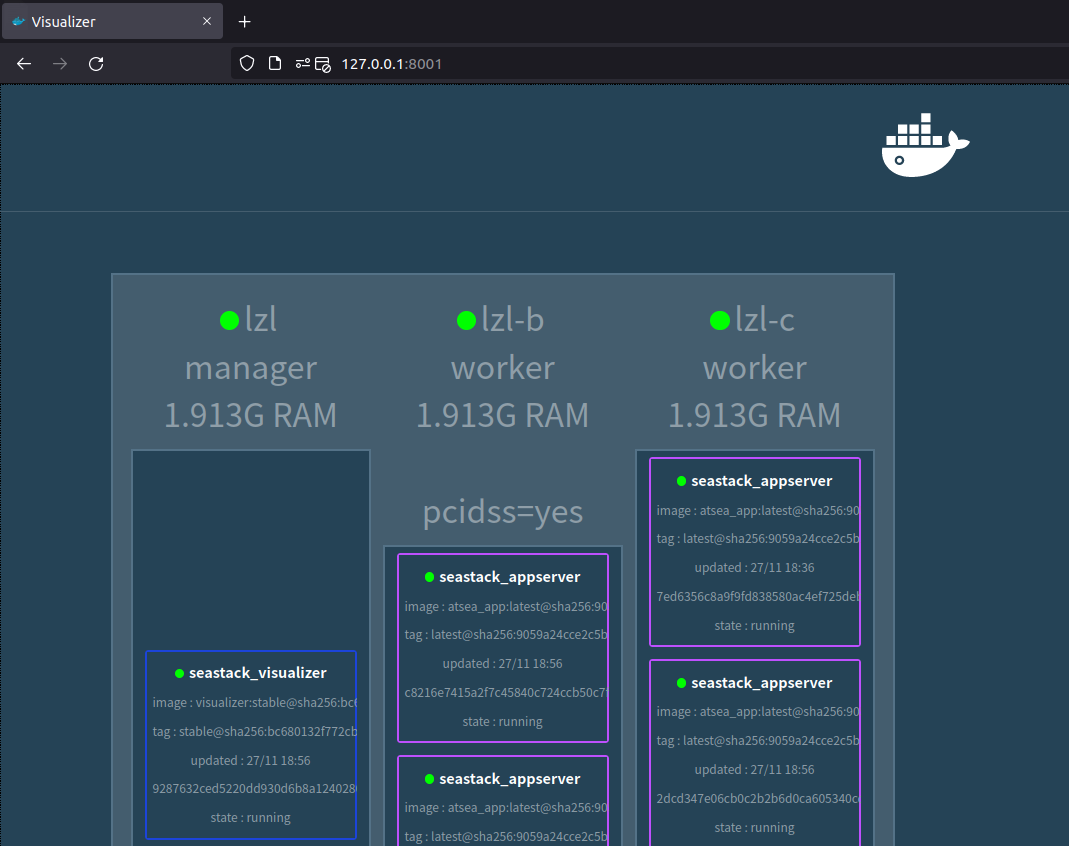 Visualizer
127.0.0.1:8001
lzl
manager
1.913G RAM
seastack_visualizer
image : visualizer:stable@sha256:bc6
tag : stable@sha256:bc680132f772cb
updated : 27/11 18:56
9287632ced5220dd930d6b8a124028
state : running
lzl-b
worker
1.913G RAM
pcidss=yes
seastack_appserver
image : atsea_app:latest@sha256:90
tag : latest@sha256:9059a24cce2c5b
updated : 27/11 18:56
c8216e7415a2f7c45840c724ccb50c7f
state : running
seastack_appserver
image : atsea_app:latest@sha256:90
tag : latest@sha256:9059a24cce2c5b
lzl-c
worker
1.913G RAM
seastack_appserver
image : atsea_app:latest@sha256:90
tag : latest@sha256:9059a24cce2c5b
updated : 27/11 18:36
7ed6356c8a9f9fd838580ac4ef725deb
state : running
seastack_appserver
image : atsea_app:latest@sha256:90
tag : latest@sha256:9059a24cce2c5b
updated : 27/11 18:56
2dcd347e06cb0c2b2b6d0ca605340cc
state : running